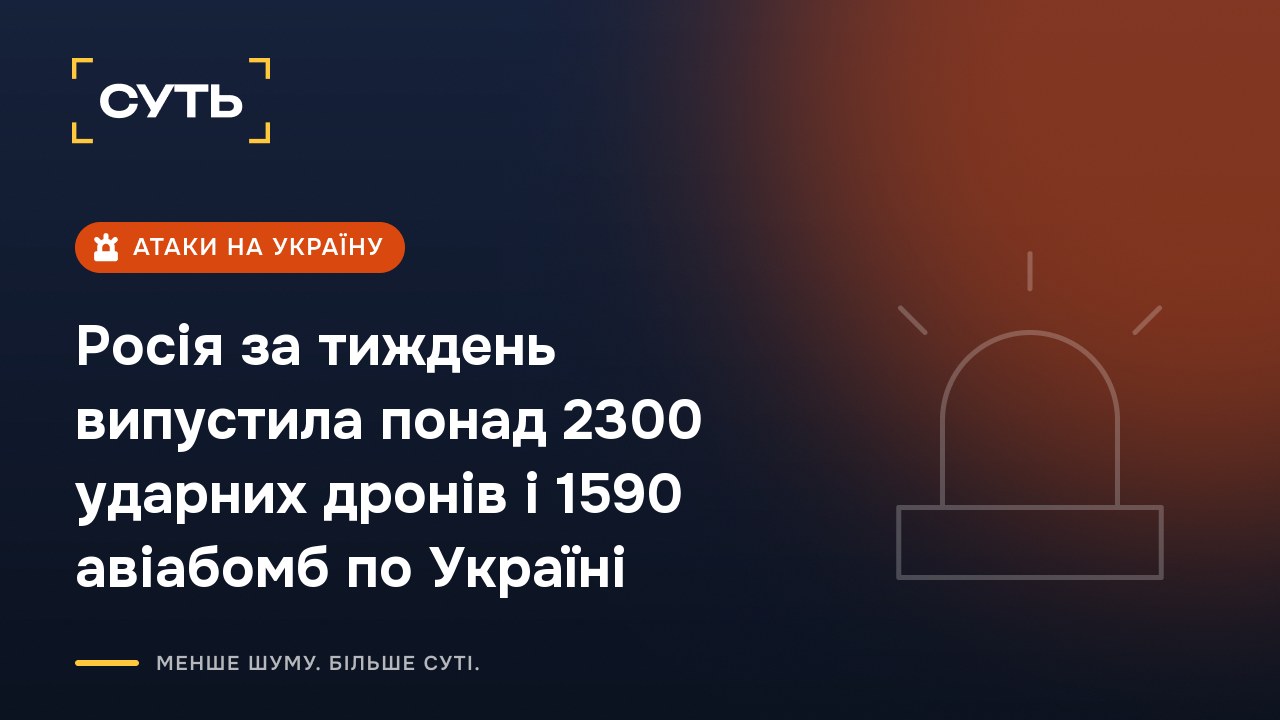 СУТЬ
АТАКИ НА УКРАЇНУ
Росія за тиждень
випустила понад 2300
ударних дронів і 1590
авіабомб по Україні
МЕНШЕ ШУМУ. БІЛЬШЕ СУТІ.